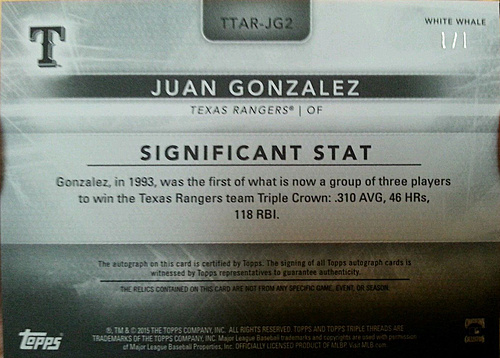 TTAR-JG2
WHITE WHALE
1/1
T
JUAN GONZALEZ
TEXAS RANGERS® | OF
SIGNIFICANT STAT
Gonzalez, in 1993, was the first of what is now a group of three players
to win the Texas Rangers team Triple Crown: .310 AVG, 46 HRs,
118 RBI.
The autograph on this card is certified by Topps. The signing of all Topps autograph cards is
witnessed by Topps representatives to guarantee authenticity.
THE RELICS CONTAINED ON THIS CARD ARE NOT FROM ANY SPECIFIC GAME, EVENT, OR SEASON.
®, TM & © 2015 THE TOPPS COMPANY, INC. ALL RIGHTS RESERVED. TOPPS AND TOPPS TRIPLE THREADS ARE
TRADEMARKS OF THE TOPPS COMPANY, INC. Major League Baseball trademarks and copyrights are used with permission
of Major League Baseball Properties, Inc. OFFICIALLY LICENSED PRODUCT OF MLBP Visit MLB.com
Topps